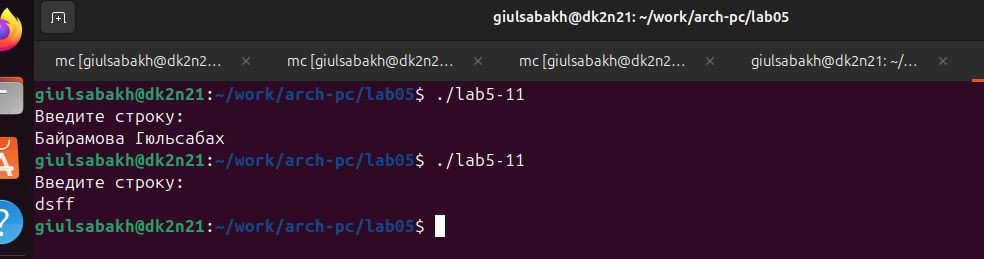 giulsabakh@dk2n21: ~/work/arch-pc/lab05
mc [giulsabakh@dk2n2… × mc [giulsabakh@dk2n2… × mc [giulsabakh@dk2n2… × giulsabakh@dk2n21: ~/… ×
giulsabakh@dk2n21:~/work/arch-pc/lab05$ ./lab5-11
Введите строку:
Байрамова Гюльсабах
giulsabakh@dk2n21:~/work/arch-pc/lab05$ ./lab5-11
Введите строку:
dsff
giulsabakh@dk2n21:~/work/arch-pc/lab05$